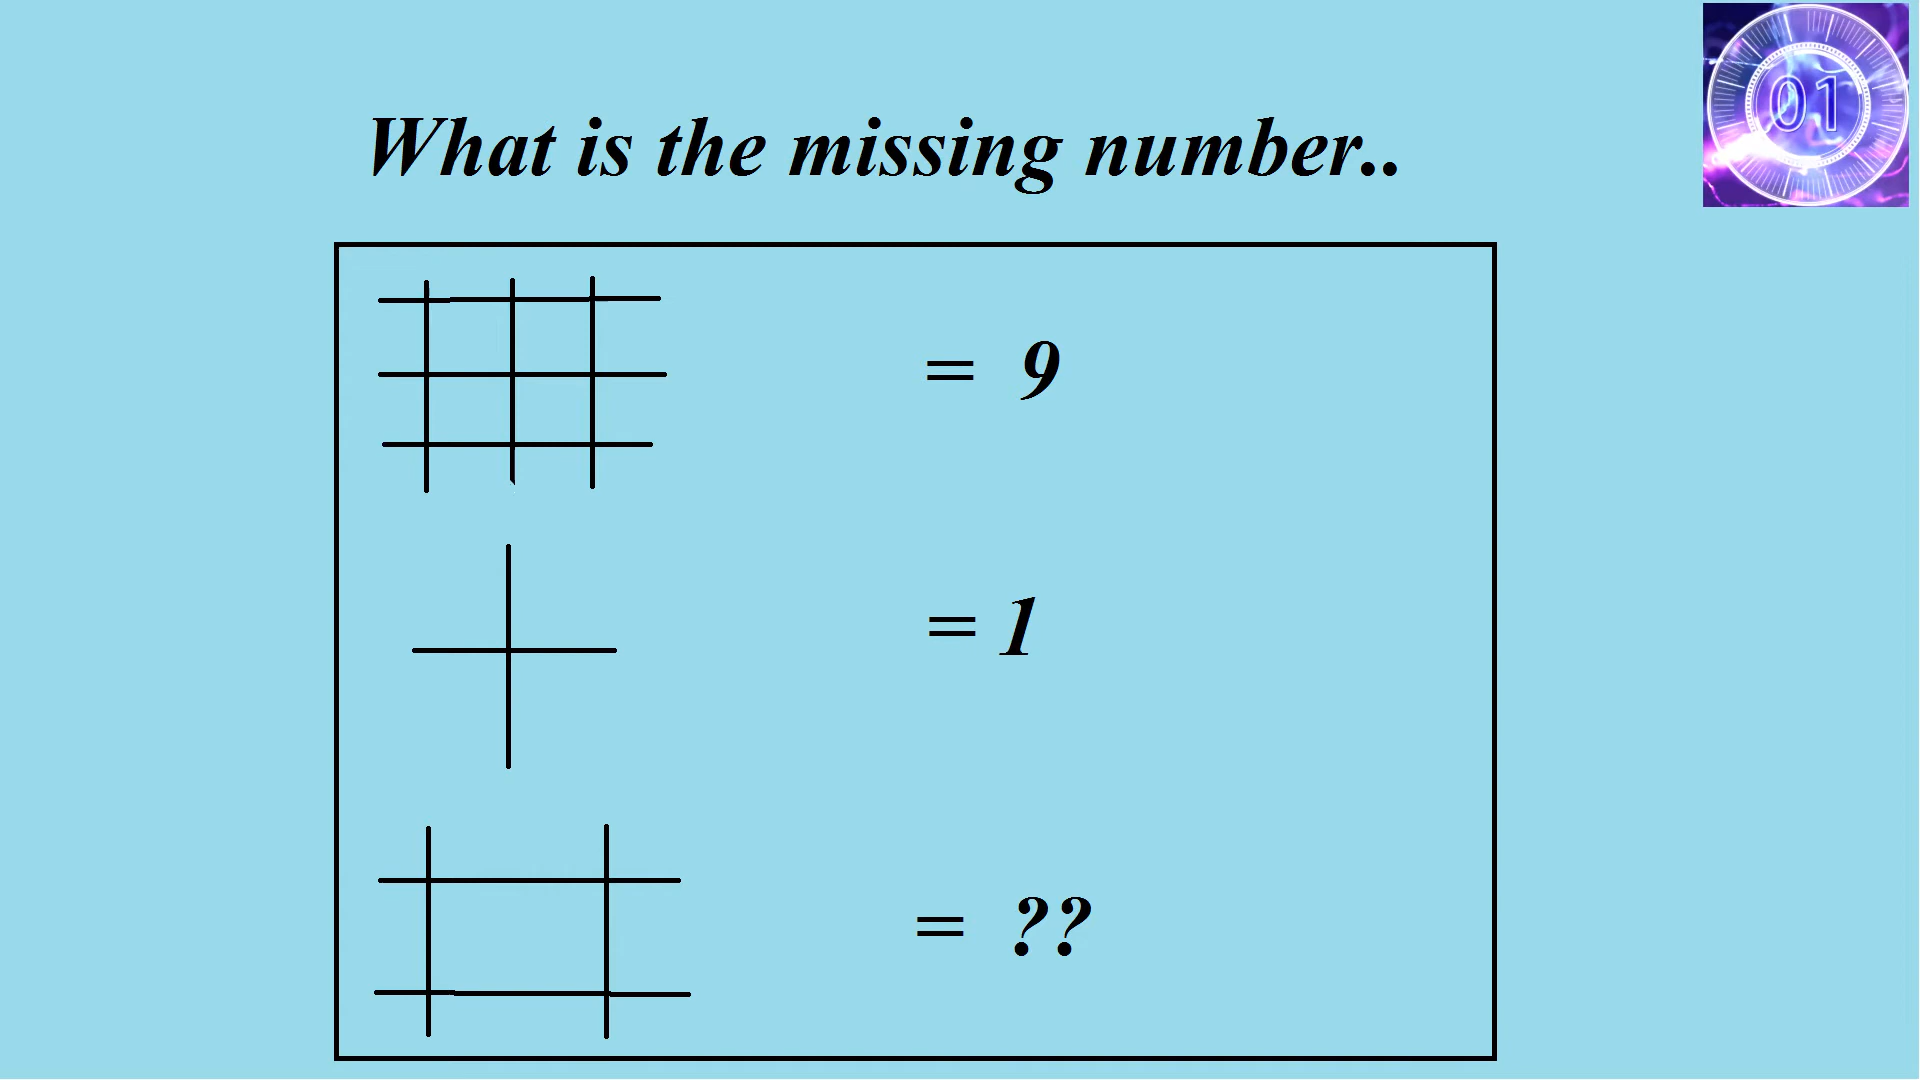 What is the missing number..
01
= 9
= 1
= ??